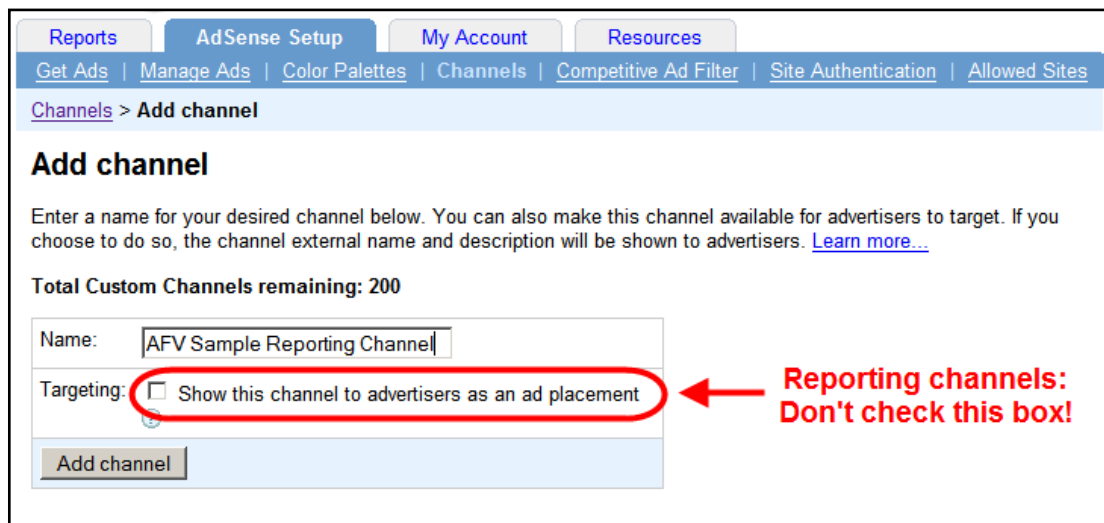 Reports AdSense Setup My Account Resources
Get Ads | Manage Ads | Color Palettes | Channels | Competitive Ad Filter | Site Authentication | Allowed Sites
Channels > Add channel
Add channel
Enter a name for your desired channel below. You can also make this channel available for advertisers to target. If you
choose to do so, the channel external name and description will be shown to advertisers. Learn more...
Total Custom Channels remaining: 200
Name: AFV Sample Reporting Channel
Targeting: Show this channel to advertisers as an ad placement
?
Reporting channels:
Don't check this box!
Add channel